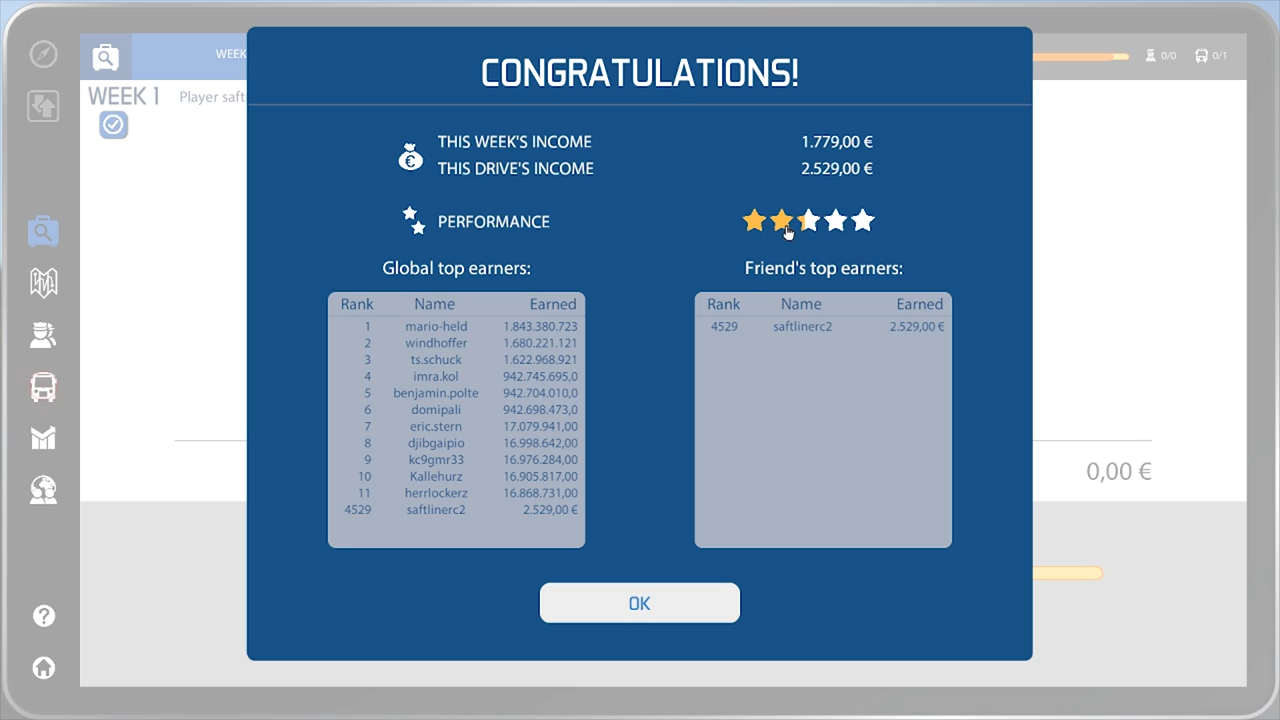 CONGRATULATIONS!
WEEK
0/0
0/1
WEEK 1 Player saft
THIS WEEK'S INCOME 1.779,00 €
THIS DRIVE'S INCOME 2.529,00 €
PERFORMANCE
Global top earners:
Rank Name Earned
1 mario-held 1.843.380.723
2 windhoffer 1.680.221.121
3 ts.schuck 1.622.968.921
4 imra.kol 942.745.695,0
5 benjamin.polte 942.704.010,0
6 domipali 942.698.473,0
7 eric.stern 17.079.941,00
8 djibgaipio 16.998.642,00
9 kc9gmr33 16.976.284,00
10 Kallehurz 16.905.817,00
11 herrlockerz 16.868.731,00
4529 saftlinerc2 2.529,00 €
Friend's top earners:
Rank Name Earned
4529 saftlinerc2 2.529,00 €
0,00 €
OK